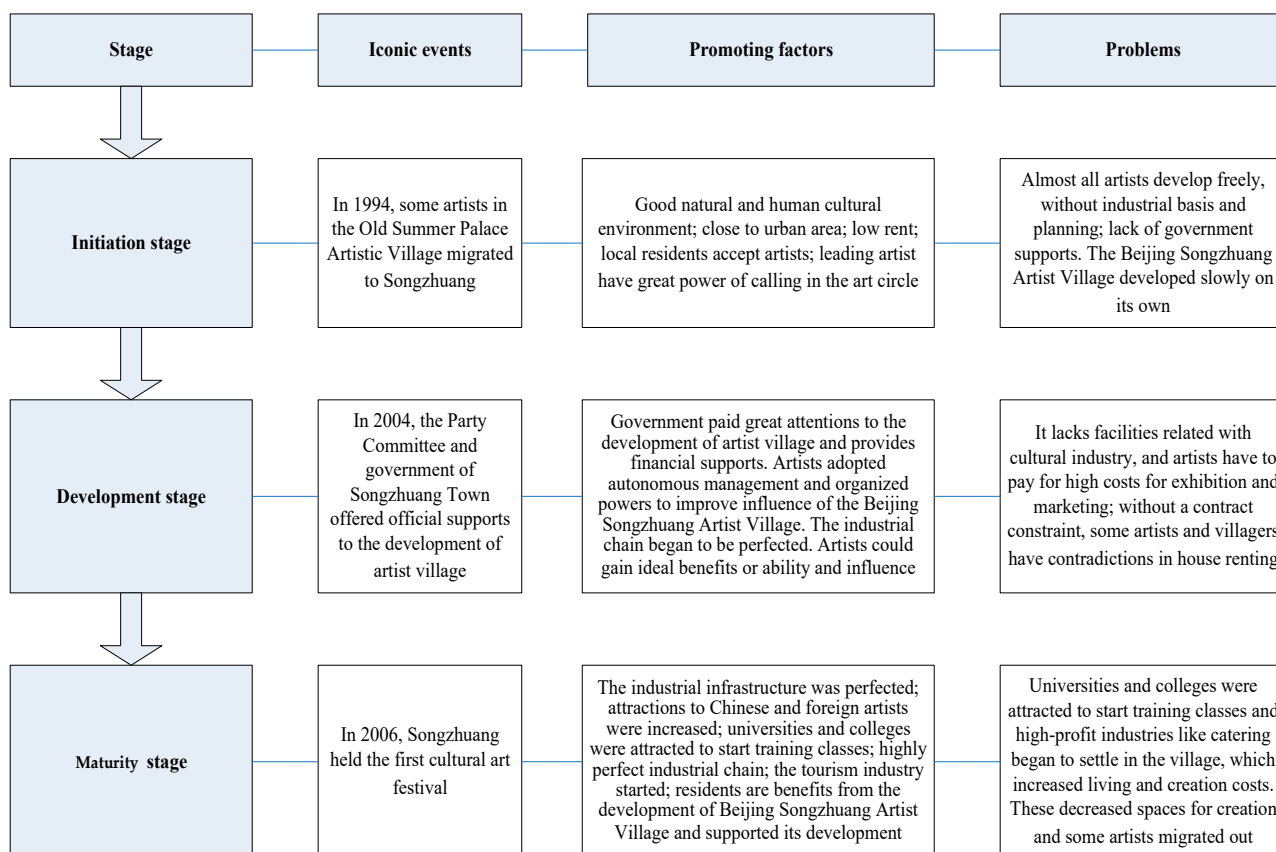 Stage
Iconic events
Promoting factors
Problems
Initiation stage
In 1994, some artists in
the Old Summer Palace
Artistic Village migrated
to Songzhuang
Good natural and human cultural
environment; close to urban area; low rent;
local residents accept artists; leading artist
have great power of calling in the art circle
Almost all artists develop freely,
without industrial basis and
planning; lack of government
supports. The Beijing Songzhuang
Artist Village developed slowly on
its own
Development stage
In 2004, the Party
Committee and
government of
Songzhuang Town
offered official supports
to the development of
artist village
Government paid great attentions to the
development of artist village and provides
financial supports. Artists adopted
autonomous management and organized
powers to improve influence of the Beijing
Songzhuang Artist Village. The industrial
chain began to be perfected. Artists could
gain ideal benefits or ability and influence
It lacks facilities related with
cultural industry, and artists have to
pay for high costs for exhibition and
marketing; without a contract
constraint, some artists and villagers
have contradictions in house renting
Maturity stage
In 2006, Songzhuang
held the first cultural art
festival
The industrial infrastructure was perfected;
attractions to Chinese and foreign artists
were increased; universities and colleges
were attracted to start training classes; highly
perfect industrial chain; the tourism industry
started; residents are benefits from the
development of Beijing Songzhuang Artist
Village and supported its development
Universities and colleges were
attracted to start training classes and
high-profit industries like catering
began to settle in the village, which
increased living and creation costs.
These decreased spaces for creation
and some artists migrated out